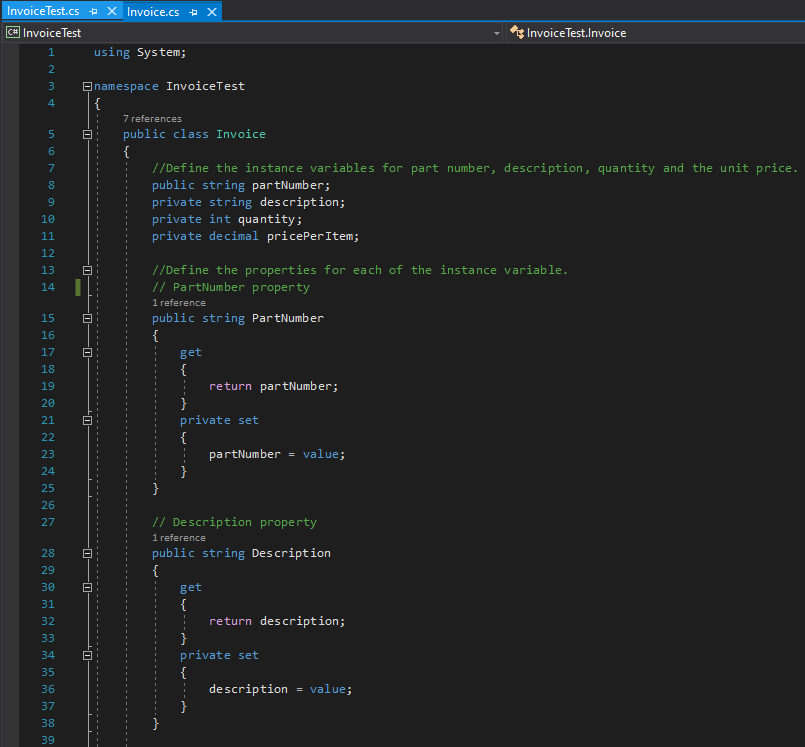 InvoiceTest.cs
Invoice.cs
C# InvoiceTest
InvoiceTest.Invoice
1 using System;
2
3 namespace InvoiceTest
4 {
7 references
5 public class Invoice
6 {
7 //Define the instance variables for part number, description, quantity and the unit price.
8 public string partNumber;
9 private string description;
10 private int quantity;
11 private decimal pricePerItem;
12
13 //Define the properties for each of the instance variable.
14 // PartNumber property
1 reference
15 public string PartNumber
16 {
17 get
18 {
19 return partNumber;
20 }
21 private set
22 {
23 partNumber = value;
24 }
25 }
26
27 // Description property
1 reference
28 public string Description
29 {
30 get
31 {
32 return description;
33 }
34 private set
35 {
36 description = value;
37 }
38 }
39